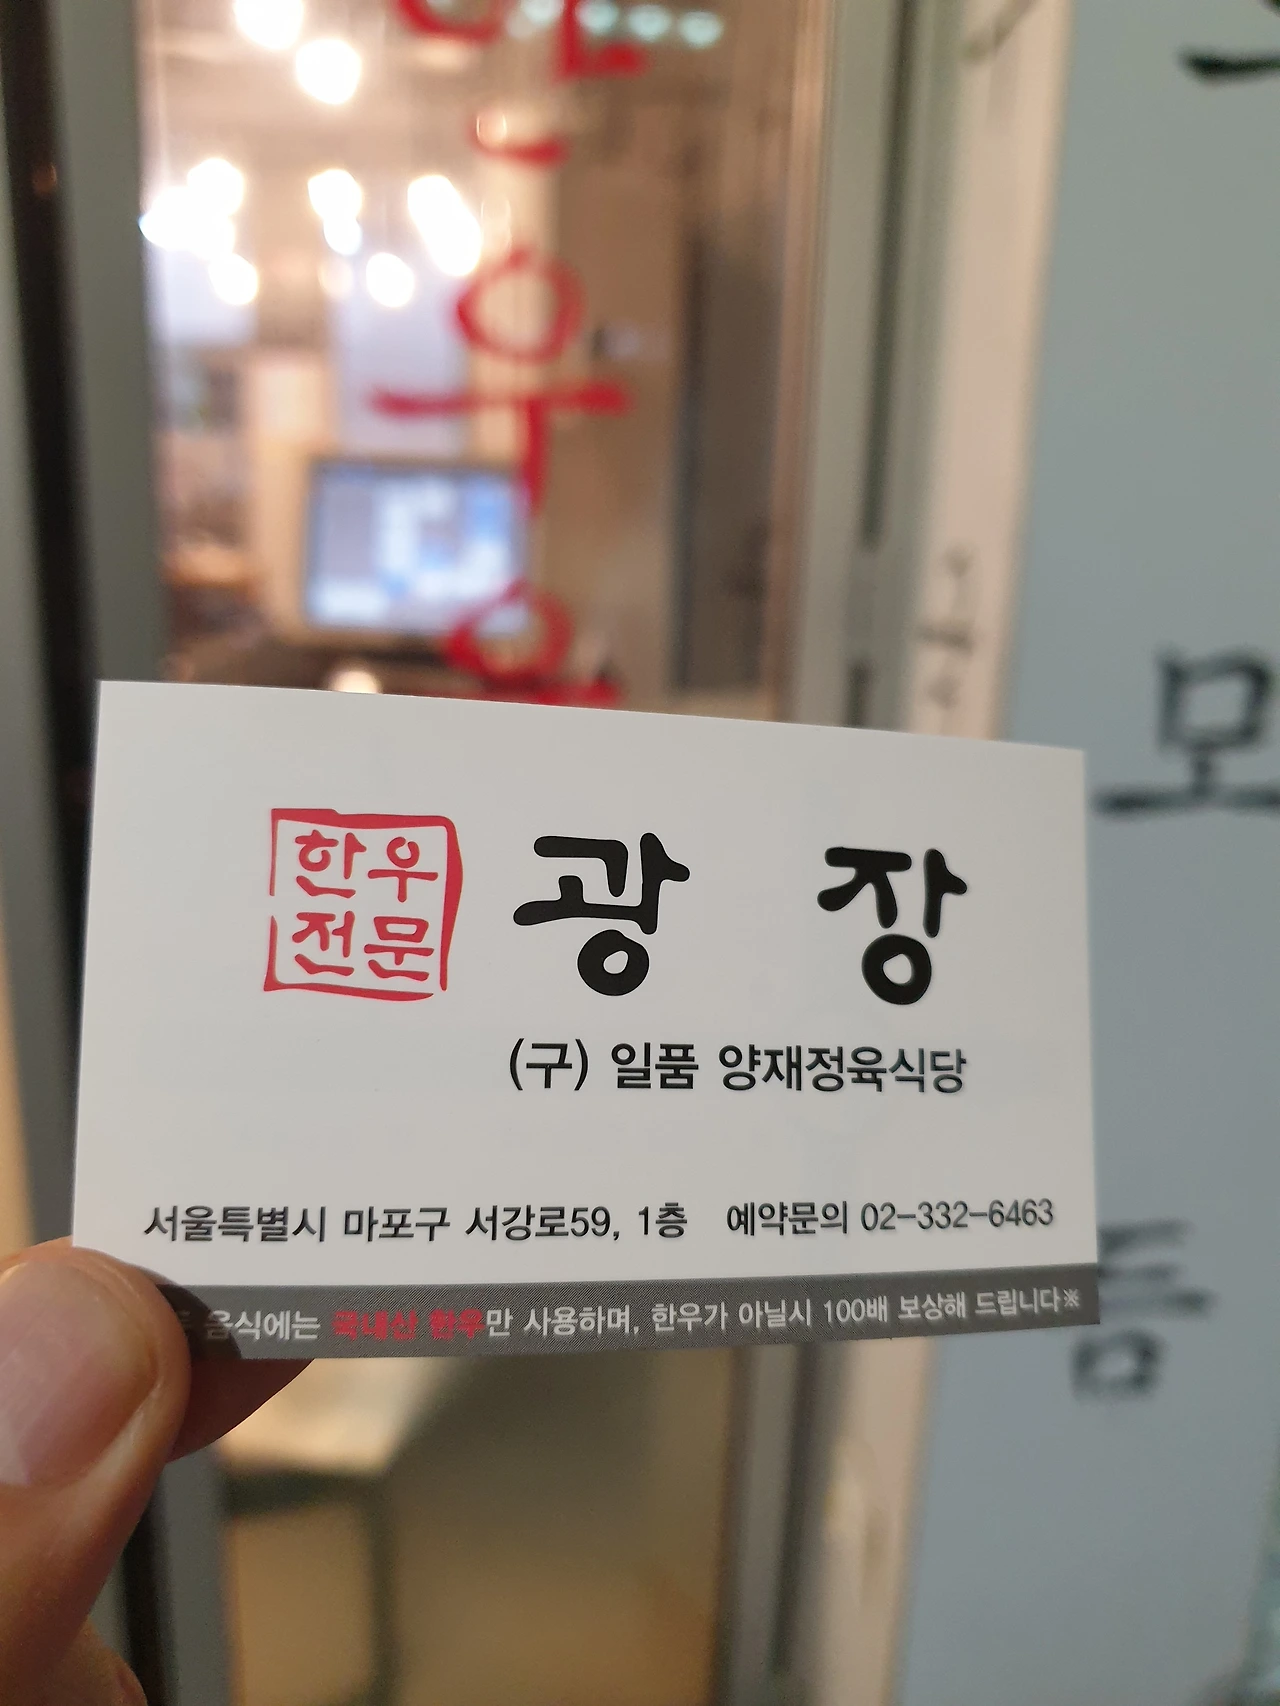 한우
전문
광 장
(구) 일품 양재정육식당
서울특별시 마포구 서강로59, 1층 예약문의 02-332-6463
음식에는 국내산 한우만 사용하며, 한우가 아닐시 100배 보상해 드립니다※
모